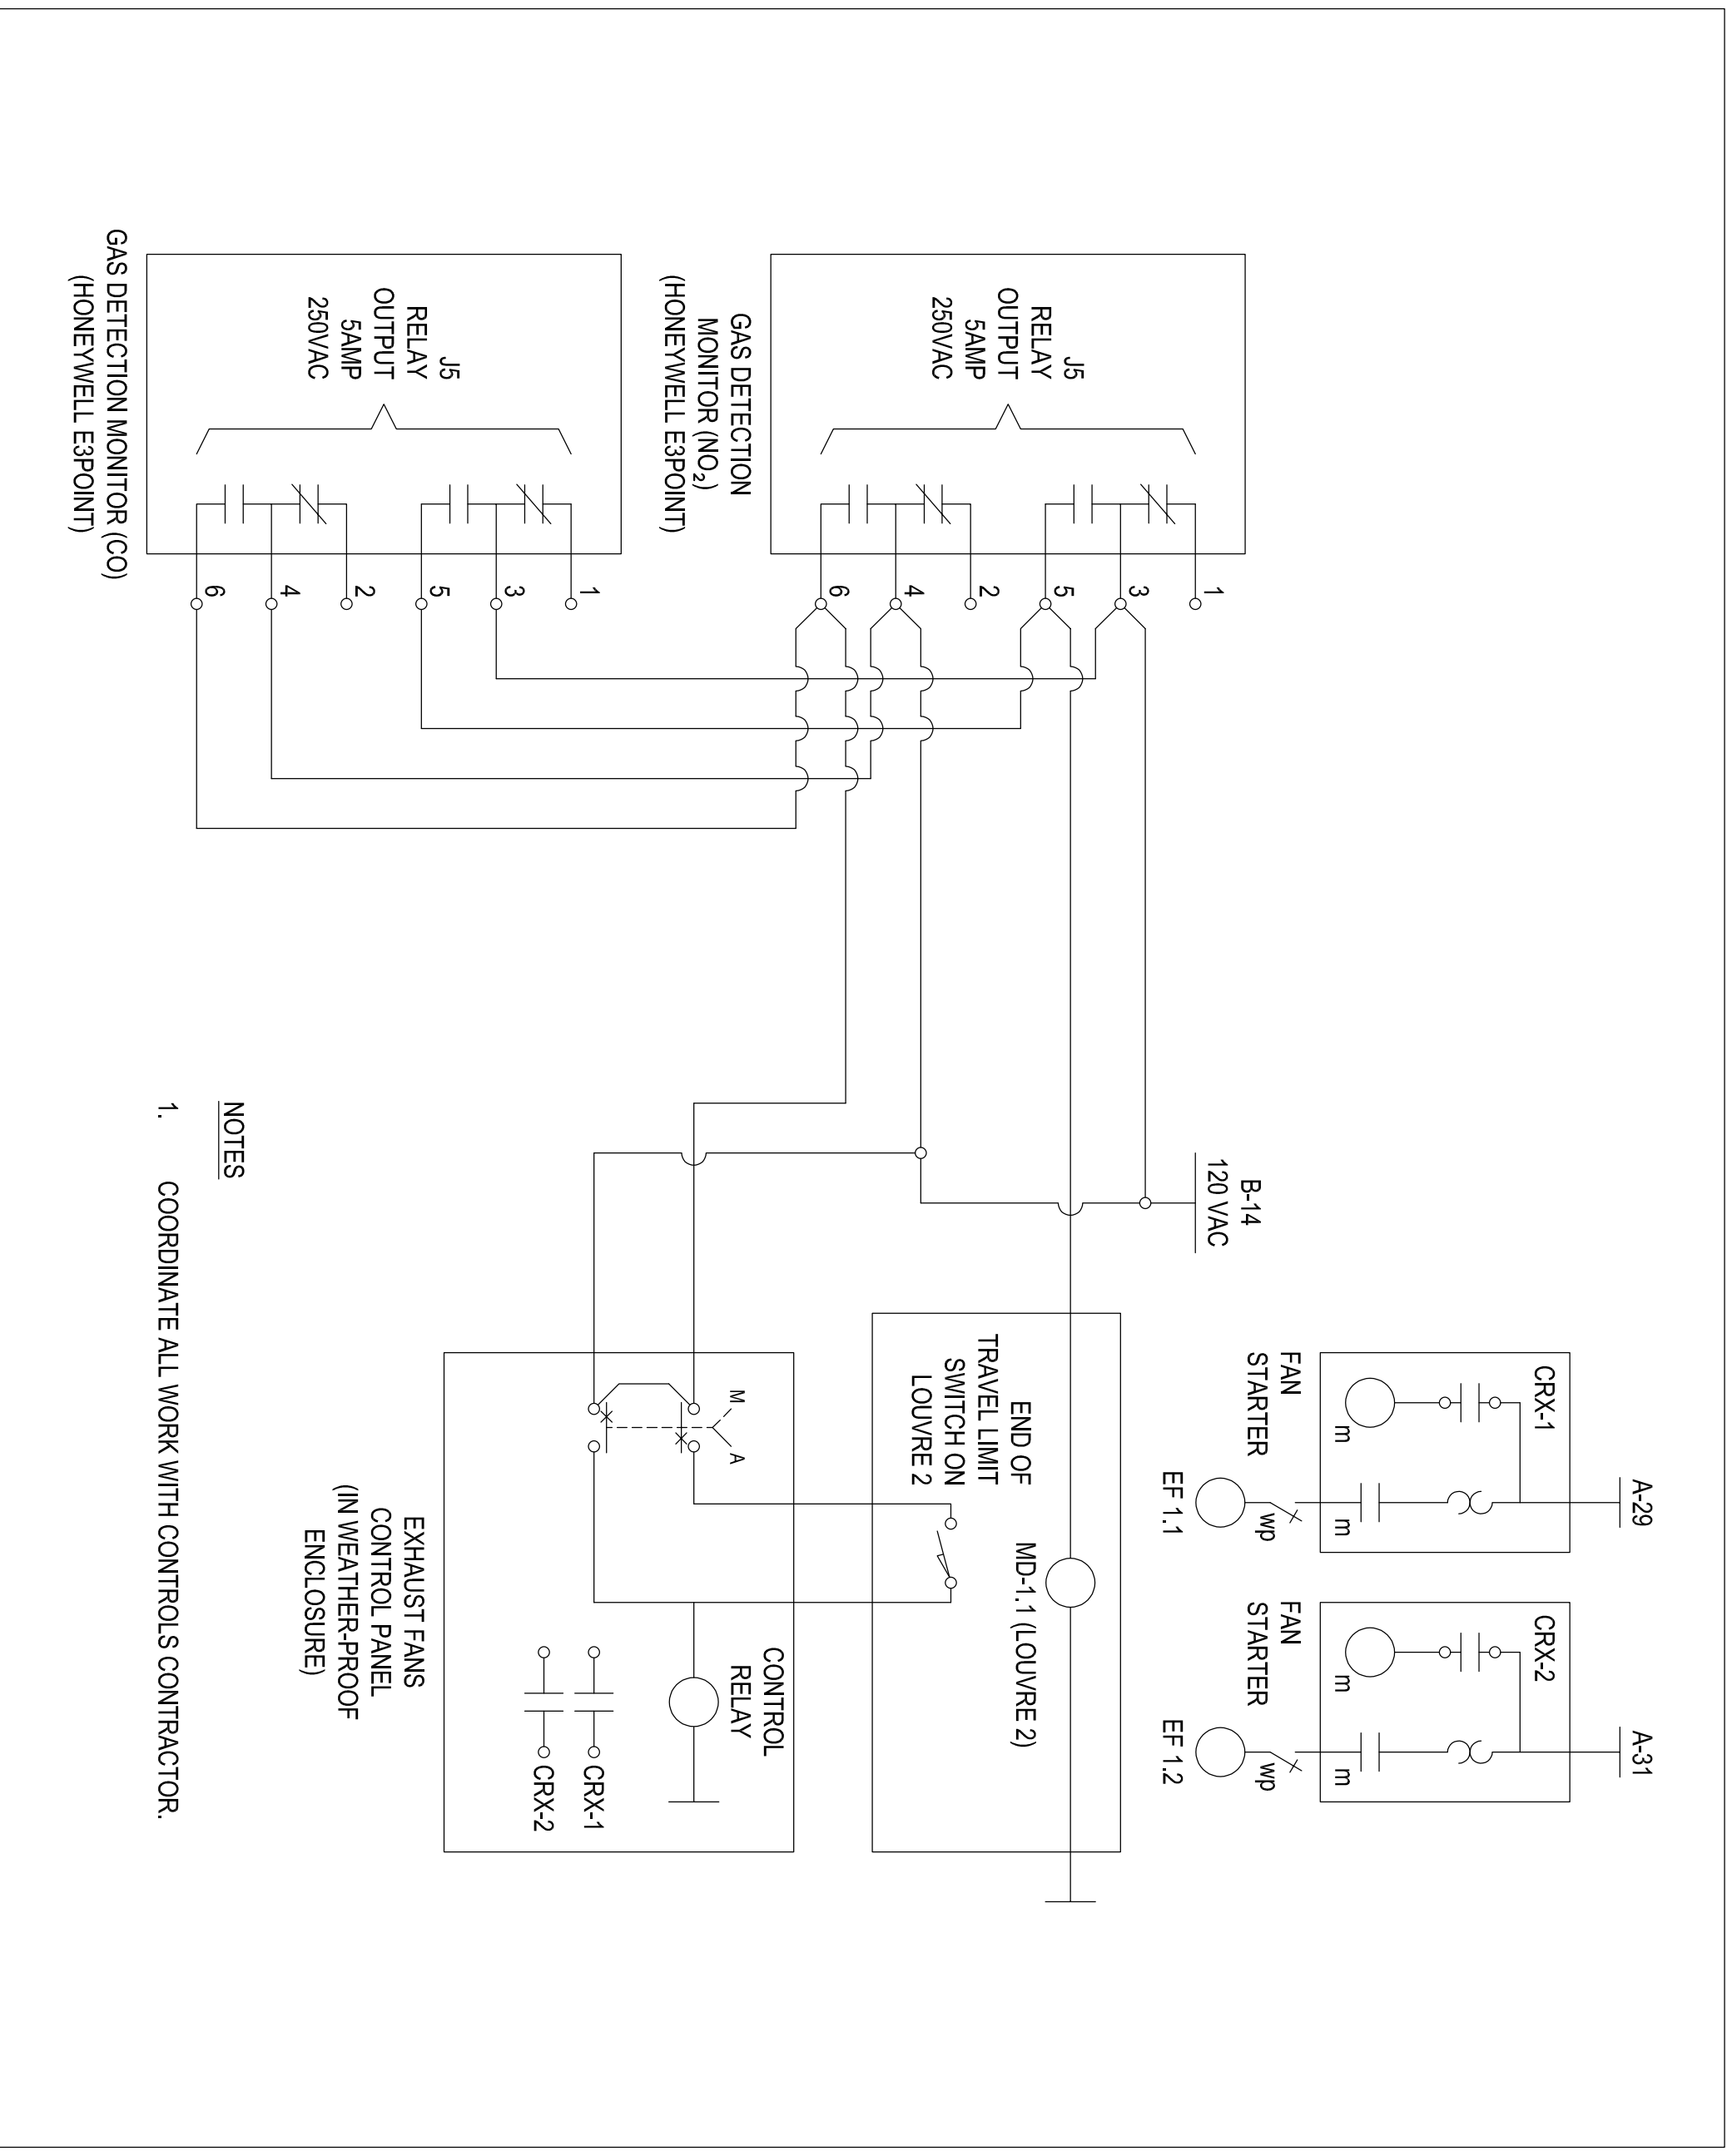 A-29
A-31
CRX-1
m
m
FAN
STARTER
wp
EF 1.1
CRX-2
m
m
FAN
STARTER
wp
EF 1.2
B-14
120 VAC
J5
RELAY
OUTPUT
5AMP
250VAC
1
3
5
2
4
6
GAS DETECTION
MONITOR (NO₂)
(HONEYWELL E3POINT)
END OF
TRAVEL LIMIT
SWITCH ON
LOUVRE 2
MD-1.1 (LOUVRE 2)
M
A
CONTROL
RELAY
CRX-1
CRX-2
EXHAUST FANS
CONTROL PANEL
(IN WEATHER-PROOF
ENCLOSURE)
J5
RELAY
OUTPUT
5AMP
250VAC
1
3
5
2
4
6
GAS DETECTION MONITOR (CO)
(HONEYWELL E3POINT)
NOTES
1. COORDINATE ALL WORK WITH CONTROLS CONTRACTOR.